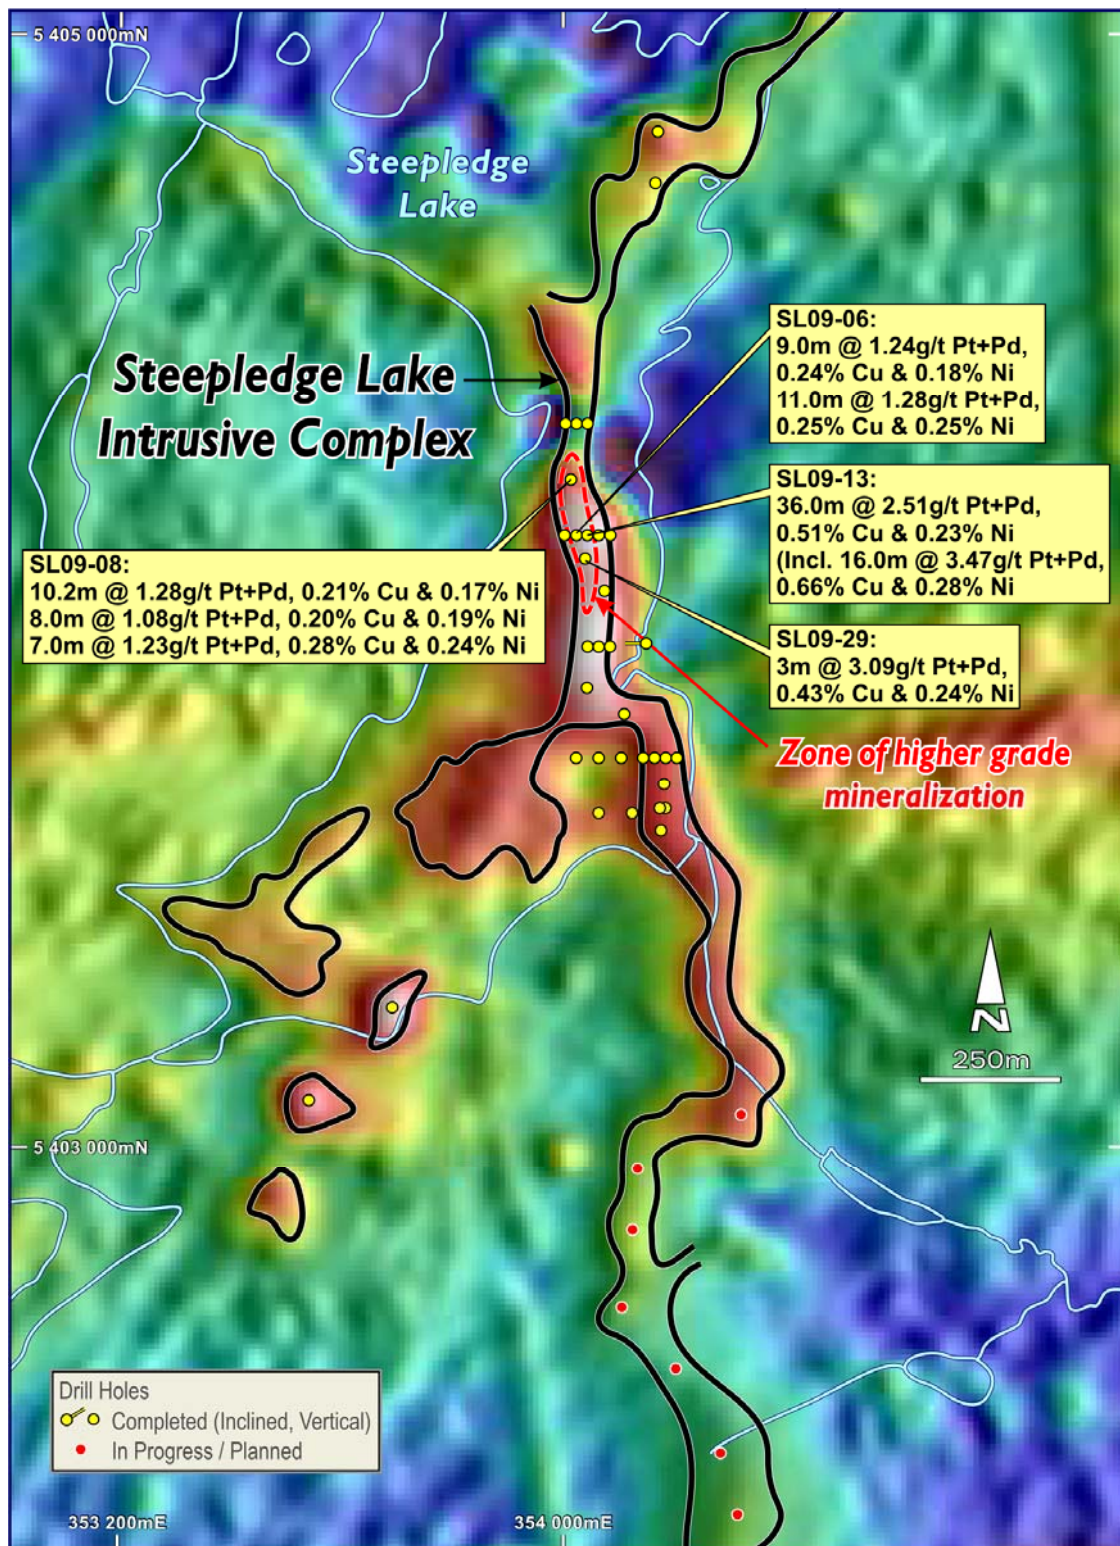 5 405 000mN
Steepledge
Lake
Steepledge Lake
Intrusive Complex
SL09-06:
9.0m @ 1.24g/t Pt+Pd,
0.24% Cu & 0.18% Ni
11.0m @ 1.28g/t Pt+Pd,
0.25% Cu & 0.25% Ni
SL09-13:
36.0m @ 2.51g/t Pt+Pd,
0.51% Cu & 0.23% Ni
(Incl. 16.0m @ 3.47g/t Pt+Pd,
0.66% Cu & 0.28% Ni
SL09-08:
10.2m @ 1.28g/t Pt+Pd, 0.21% Cu & 0.17% Ni
8.0m @ 1.08g/t Pt+Pd, 0.20% Cu & 0.19% Ni
7.0m @ 1.23g/t Pt+Pd, 0.28% Cu & 0.24% Ni
SL09-29:
3m @ 3.09g/t Pt+Pd,
0.43% Cu & 0.24% Ni
Zone of higher grade
mineralization
N
250m
5 403 000mN
Drill Holes
Completed (Inclined, Vertical)
In Progress / Planned
353 200mE
354 000mE